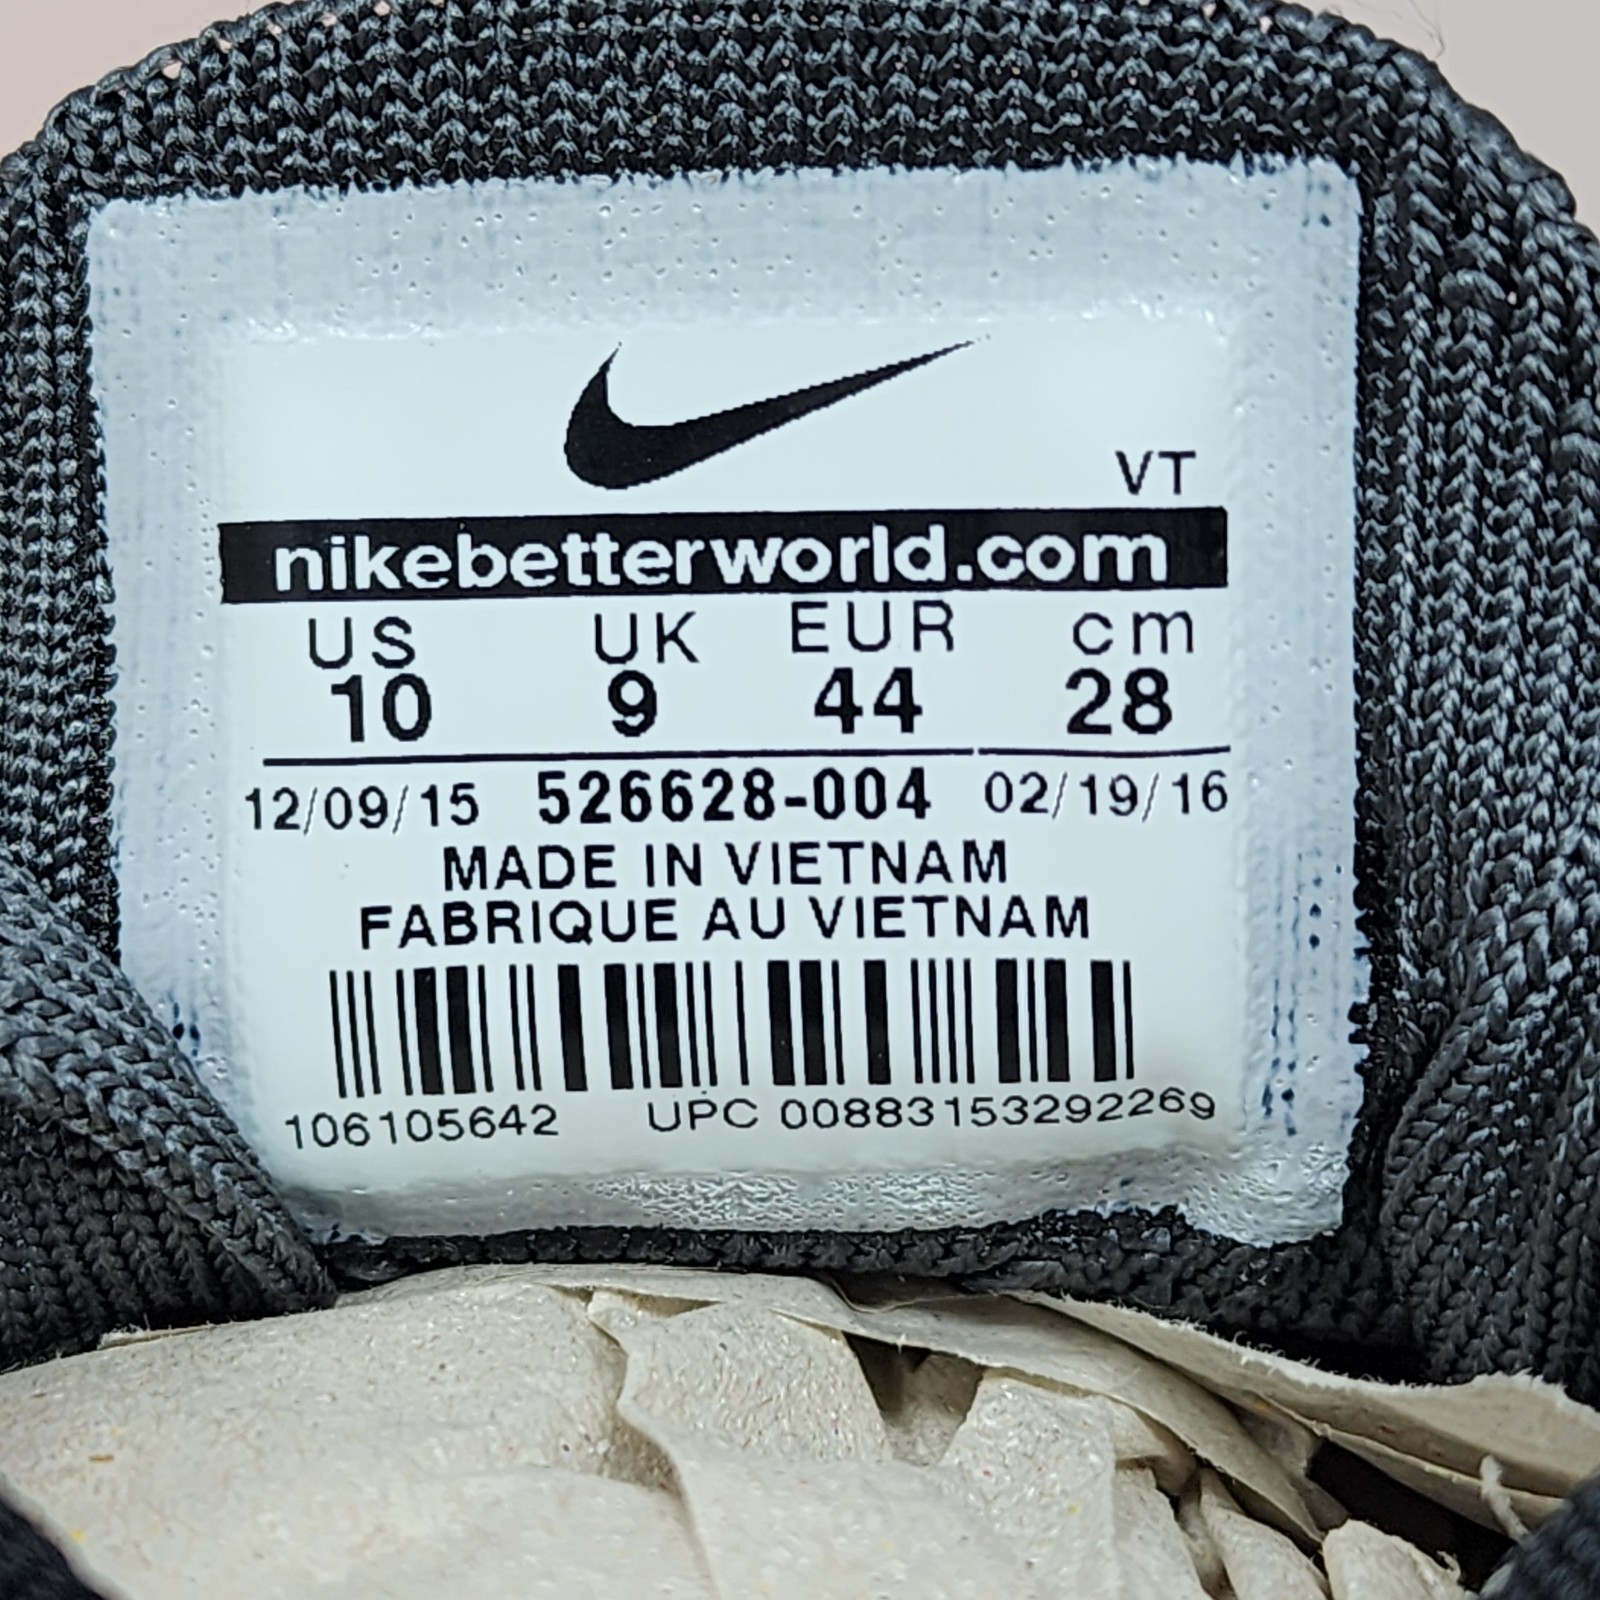 VT
nikebetterworld.com
US UK EUR cm
10 9 44 28
12/09/15 526628-004 02/19/16
MADE IN VIETNAM
FABRIQUE AU VIETNAM
106105642 UPC 00883153292269